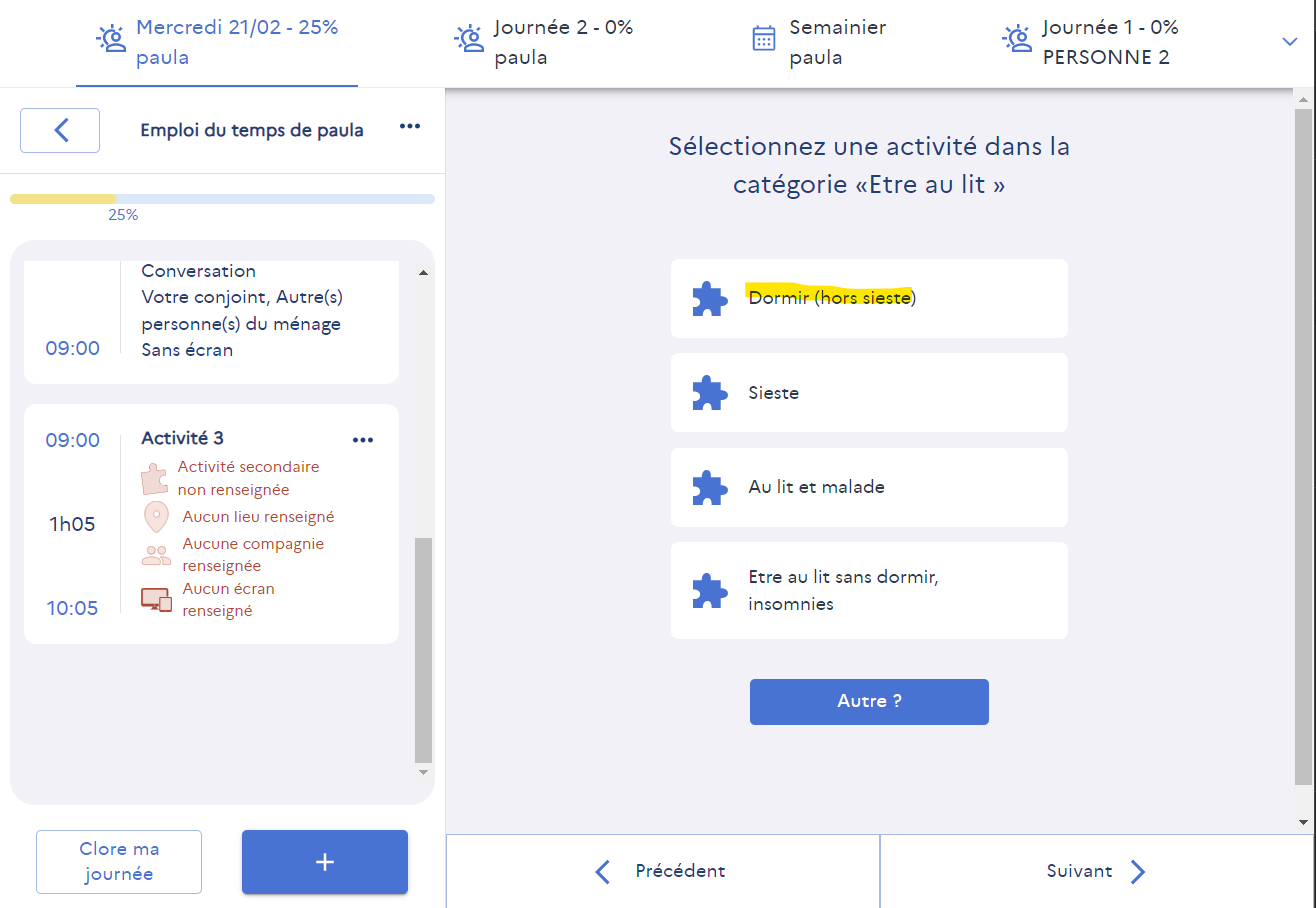 Mercredi 21/02 - 25%
paula
Journée 2 - 0%
paula
Semainier
paula
Journée 1 - 0%
PERSONNE 2
Emploi du temps de paula
25%
Conversation
Votre conjoint, Autre(s)
personne(s) du ménage
Sans écran
09:00
09:00
Activité 3
Activité secondaire
non renseignée
Aucun lieu renseigné
1h05
Aucune compagnie
renseignée
Aucun écran
renseigné
10:05
Clore ma
journée
+
Sélectionnez une activité dans la
catégorie «Etre au lit »
Dormir (hors sieste)
Sieste
Au lit et malade
Etre au lit sans dormir,
insomnies
Autre ?
Précédent
Suivant